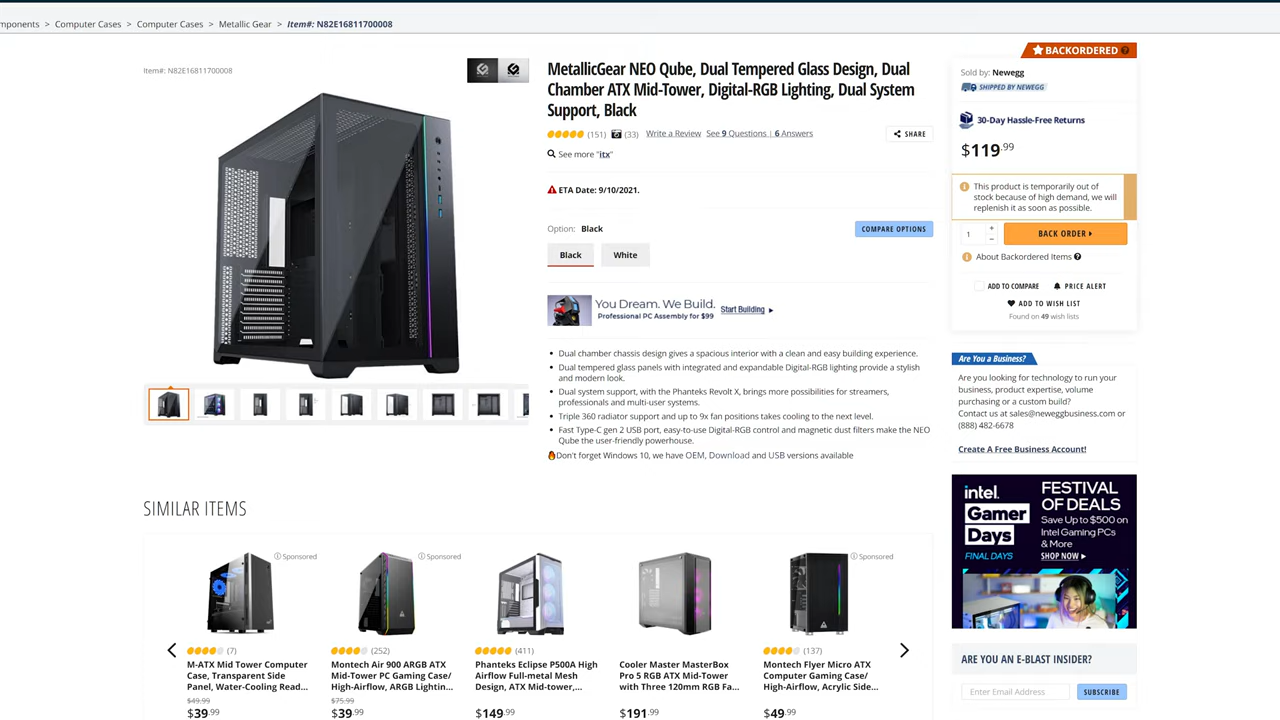 mponents > Computer Cases > Computer Cases > Metallic Gear > Item#: N82E16811700008
Item#: N82E16811700008
MetallicGear NEO Qube, Dual Tempered Glass Design, Dual
Chamber ATX Mid-Tower, Digital-RGB Lighting, Dual System
Support, Black
(151) (33) Write a Review See 9 Questions | 6 Answers
SHARE
See more "itx"
ETA Date: 9/10/2021.
Option: Black
COMPARE OPTIONS
Black White
You Dream. We Build.
Professional PC Assembly for $99
Start Building
• Dual chamber chassis design gives a spacious interior with a clean and easy building experience.
• Dual tempered glass panels with integrated and expandable Digital-RGB lighting provide a stylish
and modern look.
• Dual system support, with the Phanteks Revolt X, brings more possibilities for streamers,
professionals and multi-user systems.
• Triple 360 radiator support and up to 9x fan positions takes cooling to the next level.
• Fast Type-C gen 2 USB port, easy-to-use Digital-RGB control and magnetic dust filters make the NEO
Qube the user-friendly powerhouse.
Don't forget Windows 10, we have OEM, Download and USB versions available
BACKORDERED ?
Sold by: Newegg
SHIPPED BY NEWEGG
30-Day Hassle-Free Returns
$119.99
This product is temporarily out of
stock because of high demand, we will
replenish it as soon as possible.
1 + −
BACK ORDER
About Backordered Items ?
ADD TO COMPARE PRICE ALERT
ADD TO WISH LIST
Found on 49 wish lists
Are You a Business?
Are you looking for technology to run your
business, product expertise, volume
purchasing or a custom build?
Contact us at sales@neweggbusiness.com or
(888) 482-6678
Create A Free Business Account!
intel.
Gamer
Days
FINAL DAYS
FESTIVAL
OF DEALS
Save Up to $500 on
Intel Gaming PCs
& More
SHOP NOW
ARE YOU AN E-BLAST INSIDER?
Enter Email Address
SUBSCRIBE
SIMILAR ITEMS
Sponsored
(7)
M-ATX Mid Tower Computer
Case, Transparent Side
Panel, Water-Cooling Read...
$49.99
$39.99
Sponsored
(252)
Montech Air 900 ARGB ATX
Mid-Tower PC Gaming Case/
High-Airflow, ARGB Lightin...
$75.99
$39.99
(411)
Phanteks Eclipse P500A High
Airflow Full-metal Mesh
Design, ATX Mid-tower,...
$149.99
Cooler Master MasterBox
Pro 5 RGB ATX Mid-Tower
with Three 120mm RGB Fa...
$191.99
Sponsored
(137)
Montech Flyer Micro ATX
Computer Gaming Case/
High-Airflow, Acrylic Side...
$49.99